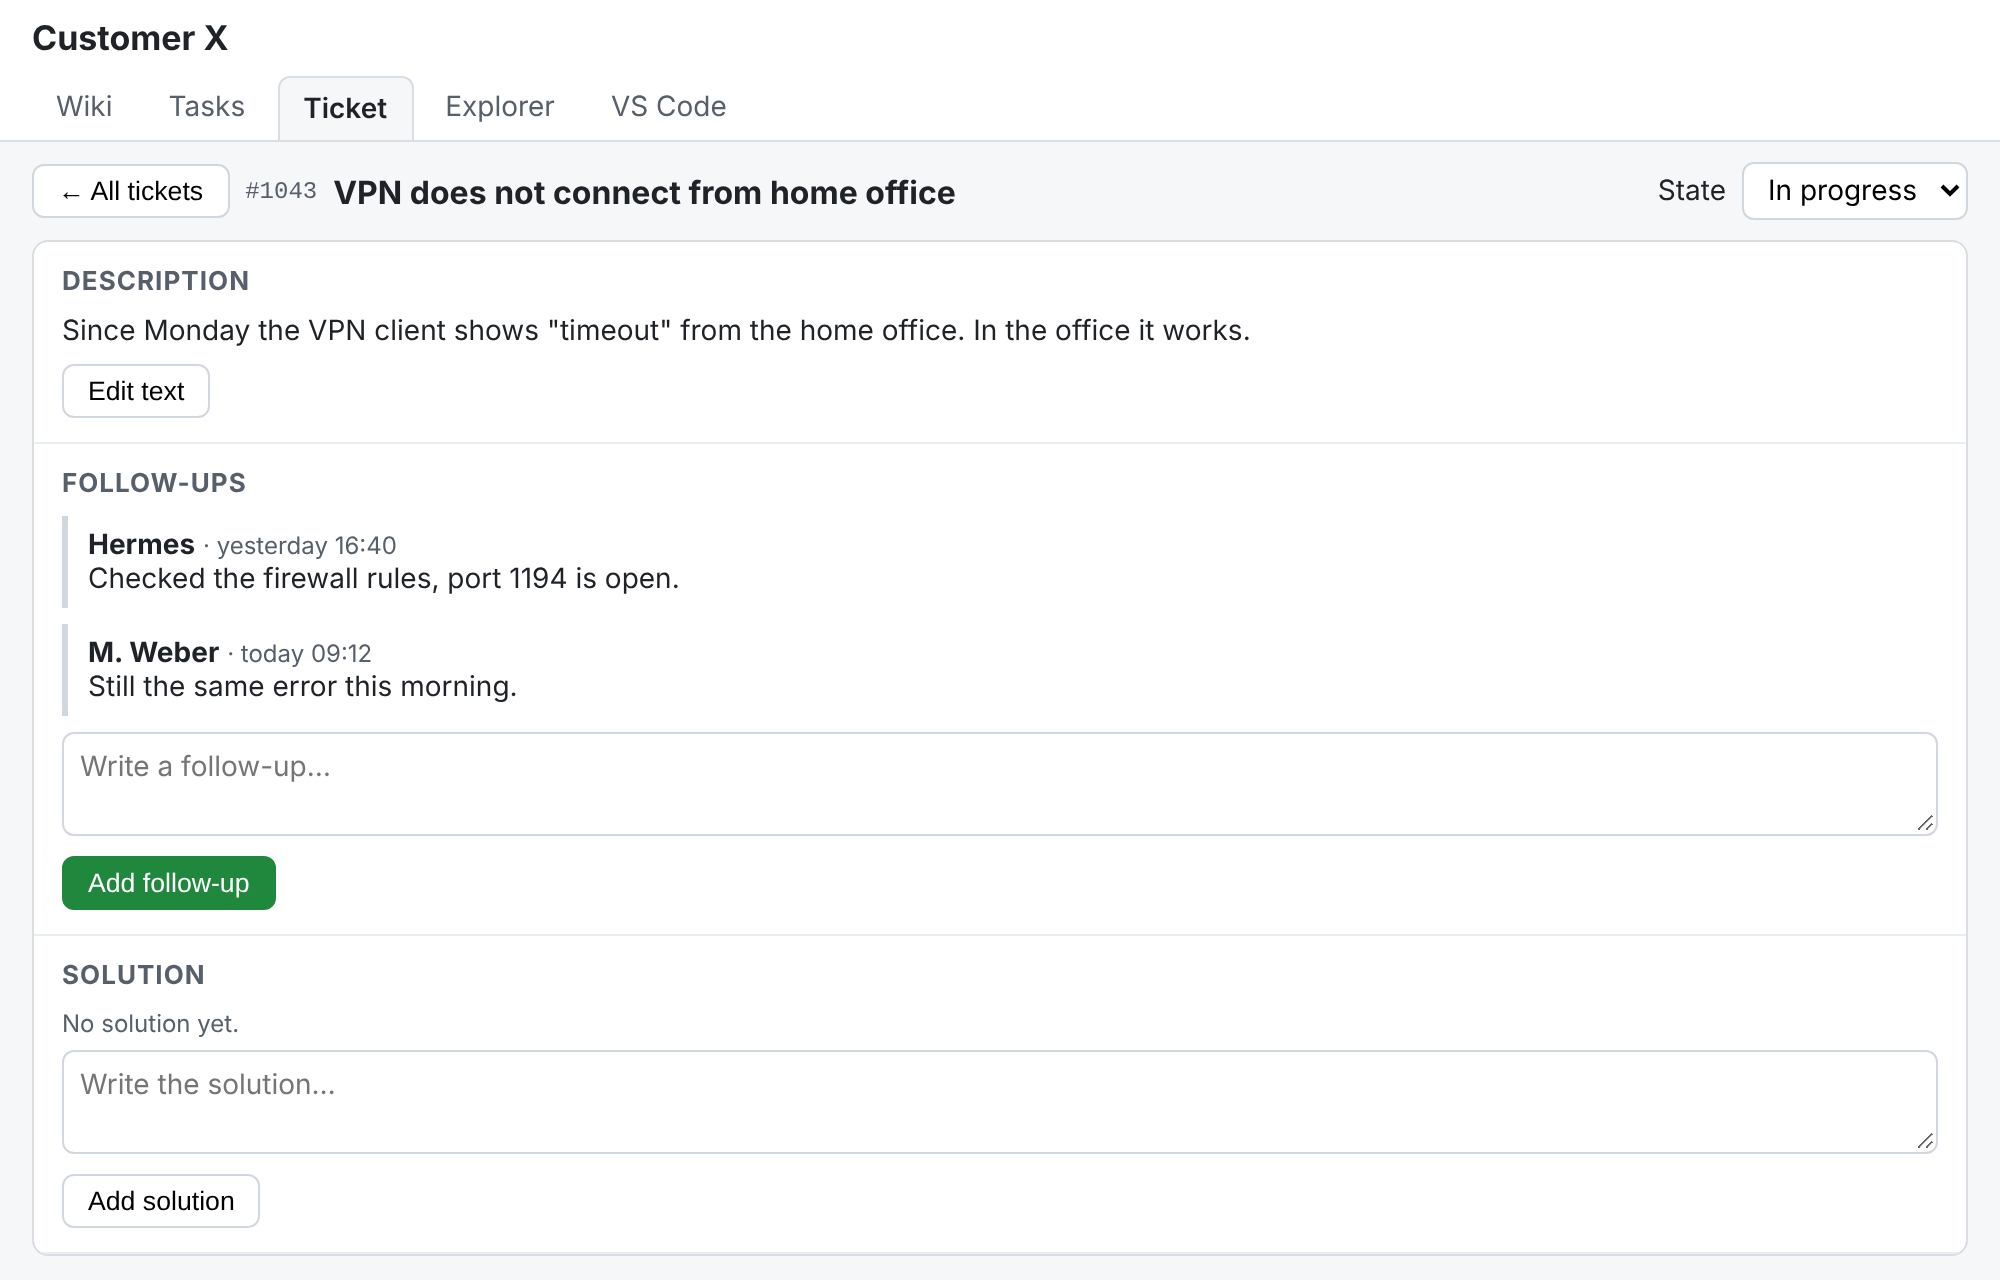 Customer X
Wiki Tasks Ticket Explorer VS Code
← All tickets #1043 VPN does not connect from home office State In progress
DESCRIPTION
Since Monday the VPN client shows "timeout" from the home office. In the office it works.
Edit text
FOLLOW-UPS
Hermes · yesterday 16:40
Checked the firewall rules, port 1194 is open.
M. Weber · today 09:12
Still the same error this morning.
Write a follow-up...
Add follow-up
SOLUTION
No solution yet.
Write the solution...
Add solution